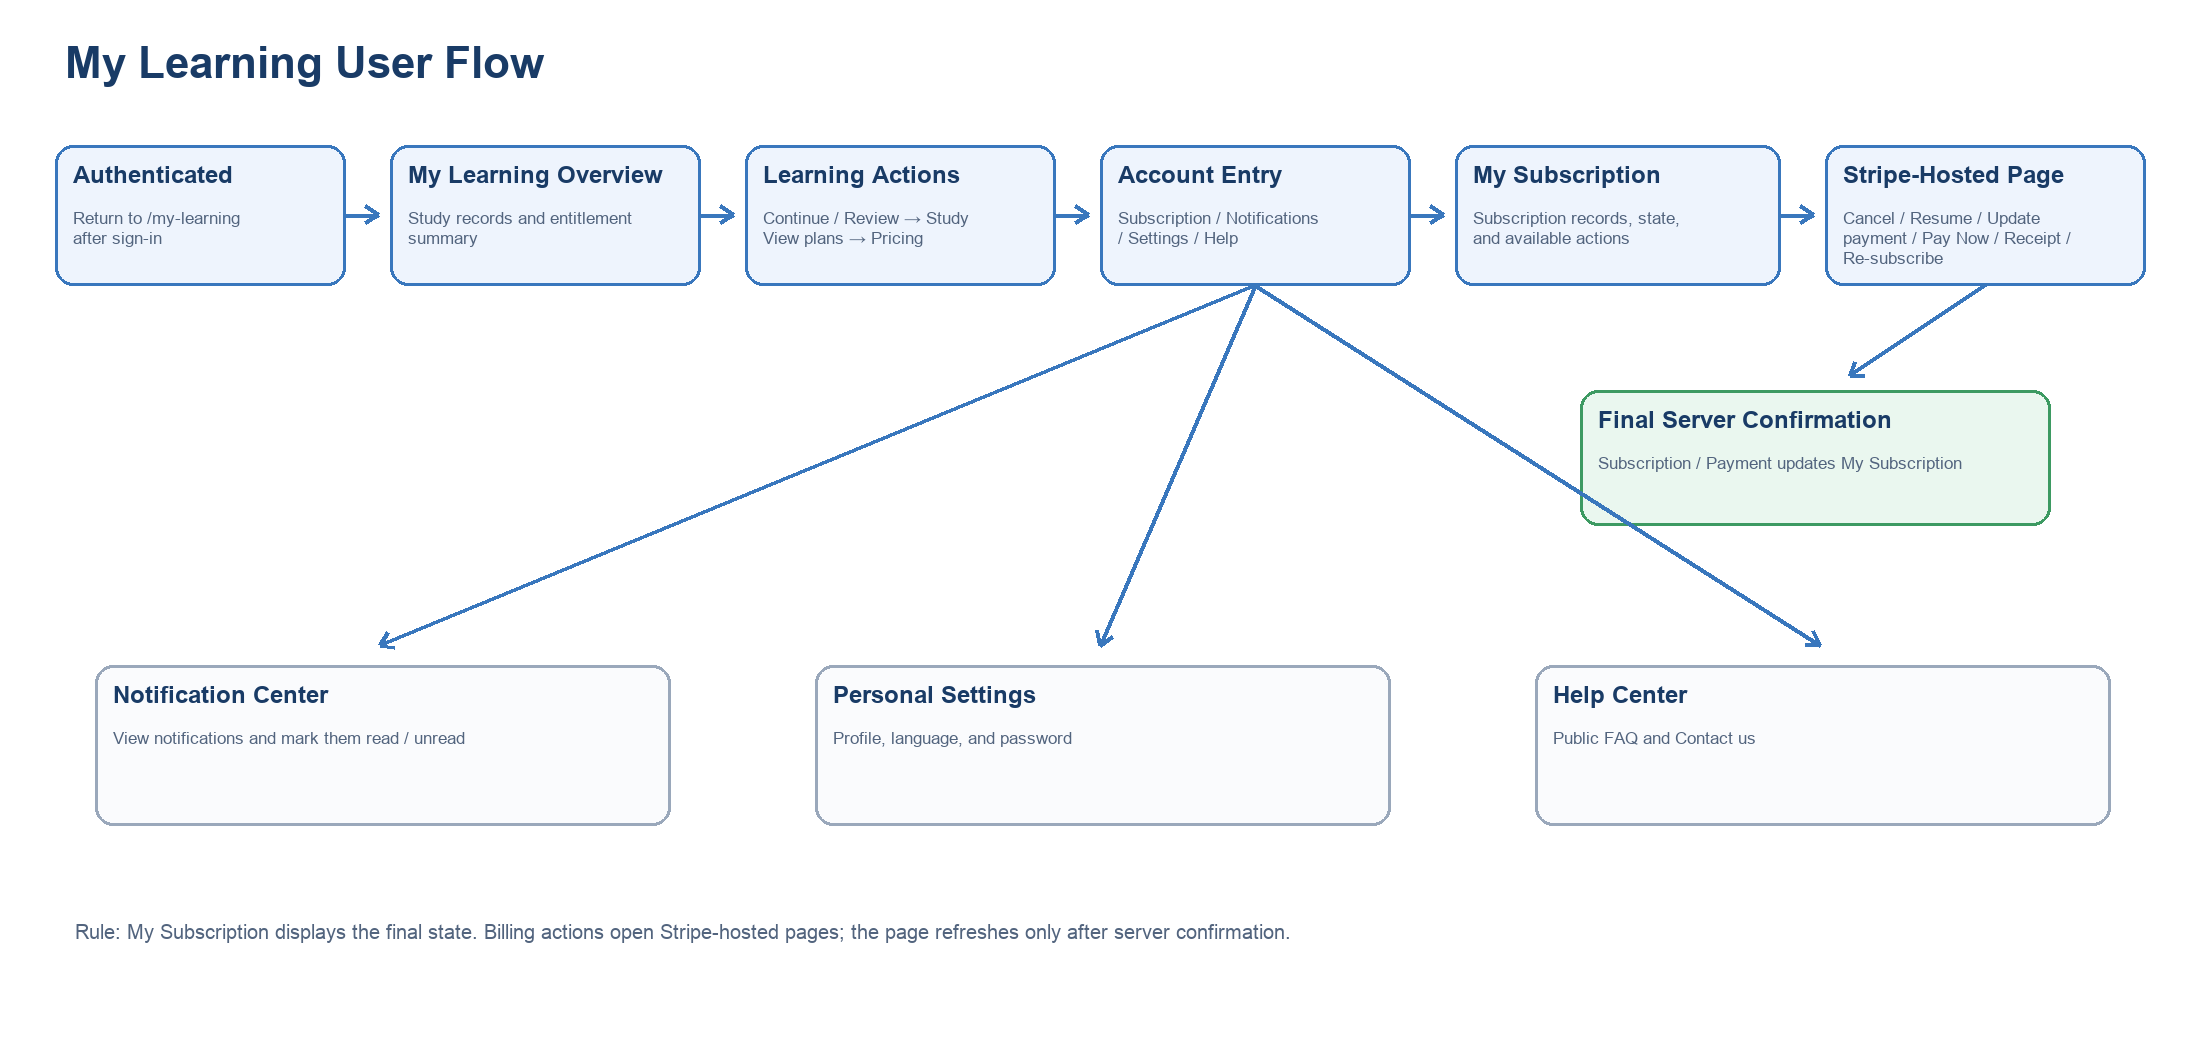 My Learning User Flow
Authenticated
Return to /my-learning
after sign-in
My Learning Overview
Study records and entitlement
summary
Learning Actions
Continue / Review → Study
View plans → Pricing
Account Entry
Subscription / Notifications
/ Settings / Help
My Subscription
Subscription records, state,
and available actions
Stripe-Hosted Page
Cancel / Resume / Update
payment / Pay Now / Receipt /
Re-subscribe
Final Server Confirmation
Subscription / Payment updates My Subscription
Notification Center
View notifications and mark them read / unread
Personal Settings
Profile, language, and password
Help Center
Public FAQ and Contact us
Rule: My Subscription displays the final state. Billing actions open Stripe-hosted pages; the page refreshes only after server confirmation.